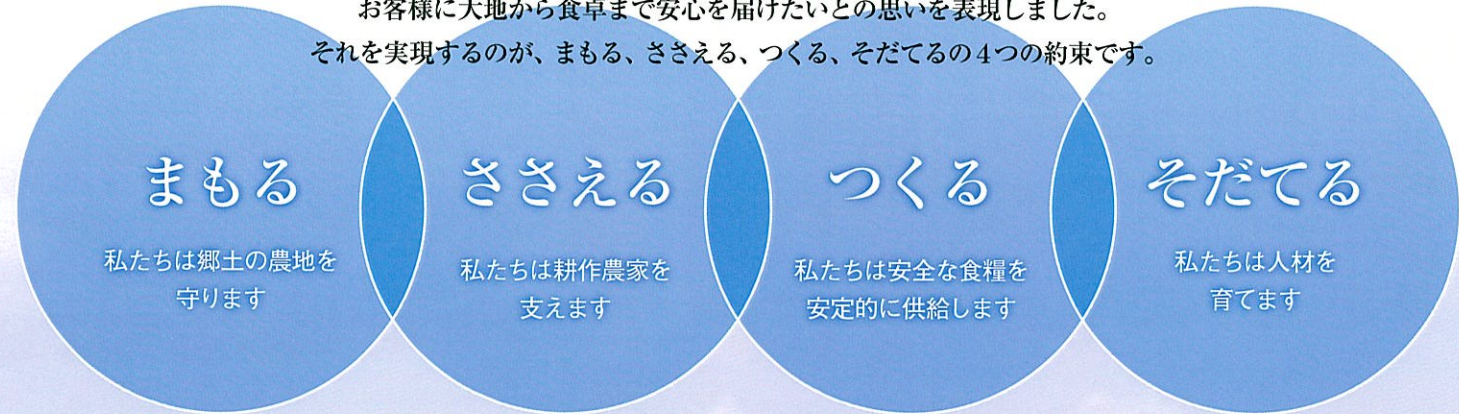 お客様に大地から食卓まで安心を届けたいとの思いを表現しました。
それを実現するのが、まもる、ささえる、つくる、そだてるの4つの約束です。
まもる
私たちは郷土の農地を
守ります
ささえる
私たちは耕作農家を
支えます
つくる
私たちは安全な食糧を
安定的に供給します
そだてる
私たちは人材を
育てます